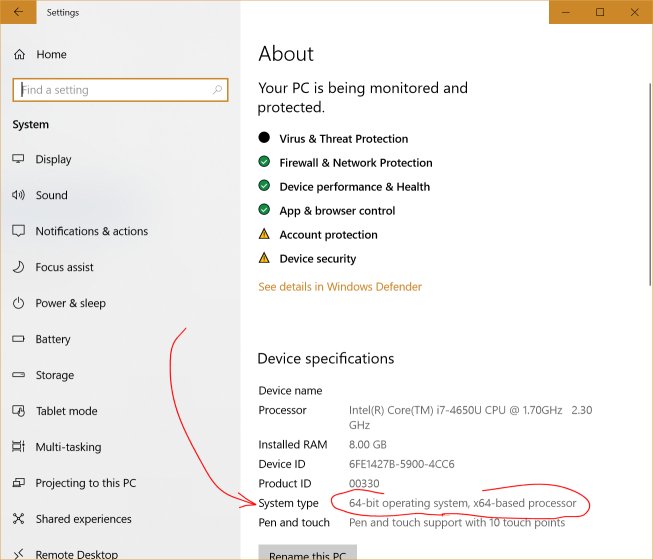 Settings
Home
Find a setting
System
Display
Sound
Notifications & actions
Focus assist
Power & sleep
Battery
Storage
Tablet mode
Multi-tasking
Projecting to this PC
Shared experiences
Remote Desktop
About
Your PC is being monitored and
protected.
Virus & Threat Protection
Firewall & Network Protection
Device performance & Health
App & browser control
Account protection
Device security
See details in Windows Defender
Device specifications
Device name
Processor Intel(R) Core(TM) i7-4650U CPU @ 1.70GHz 2.30
GHz
Installed RAM 8.00 GB
Device ID 6FE1427B-5900-4CC6
Product ID 00330
System type 64-bit operating system, x64-based processor
Pen and touch Pen and touch support with 10 touch points
Rename this PC